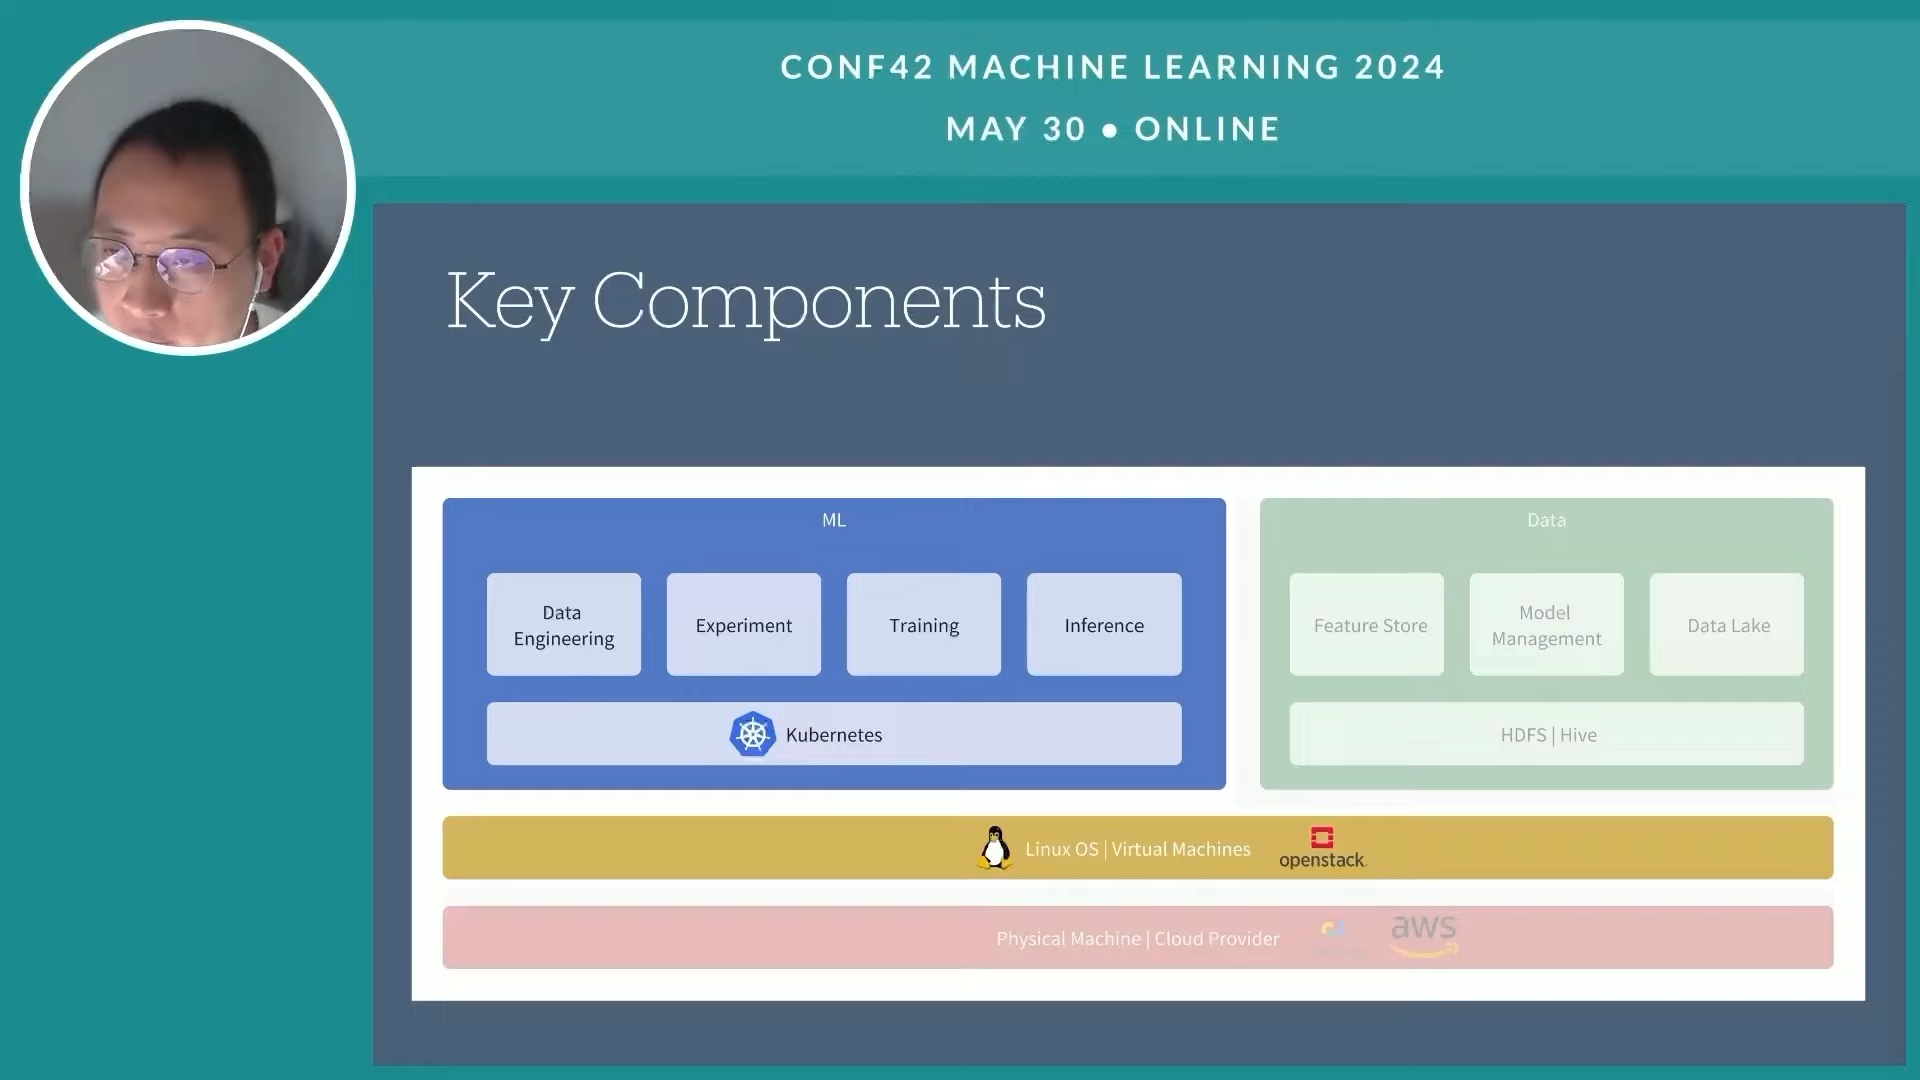 CONF42 MACHINE LEARNING 2024
MAY 30 • ONLINE
Key Components
ML
Data
Engineering
Experiment
Training
Inference
Kubernetes
Data
Feature Store
Model
Management
Data Lake
HDFS | Hive
Linux OS | Virtual Machines
openstack.
Physical Machine | Cloud Provider
aws